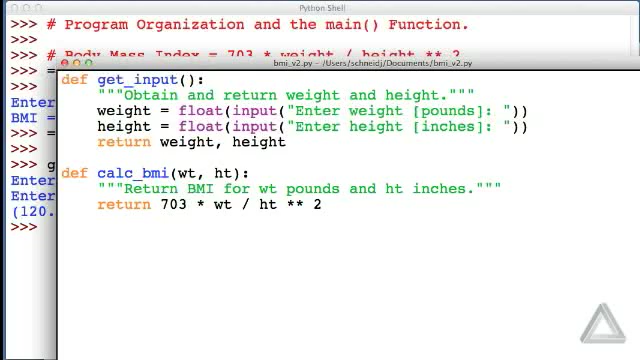 Python Shell
>>> # Program Organization and the main() Function.
>>>
>>> # Body Mass Index = 703 * weight / height ** 2
>>> =
bmi_v2.py - /Users/schneidj/Documents/bmi_v2.py
Enter
BMI =
>>> =
>>>
>>> g
Enter
Enter
(120.
>>>
def get_input():
"""Obtain and return weight and height."""
weight = float(input("Enter weight [pounds]: "))
height = float(input("Enter height [inches]: "))
return weight, height
def calc_bmi(wt, ht):
"""Return BMI for wt pounds and ht inches."""
return 703 * wt / ht ** 2